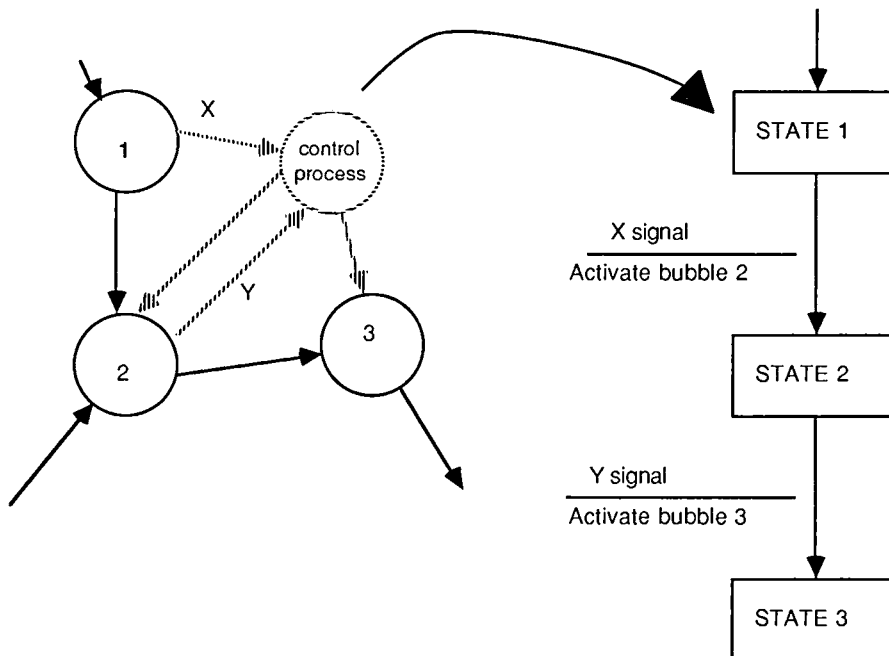 1
X
control
process
Y
2
3
STATE 1
X signal
Activate bubble 2
STATE 2
Y signal
Activate bubble 3
STATE 3